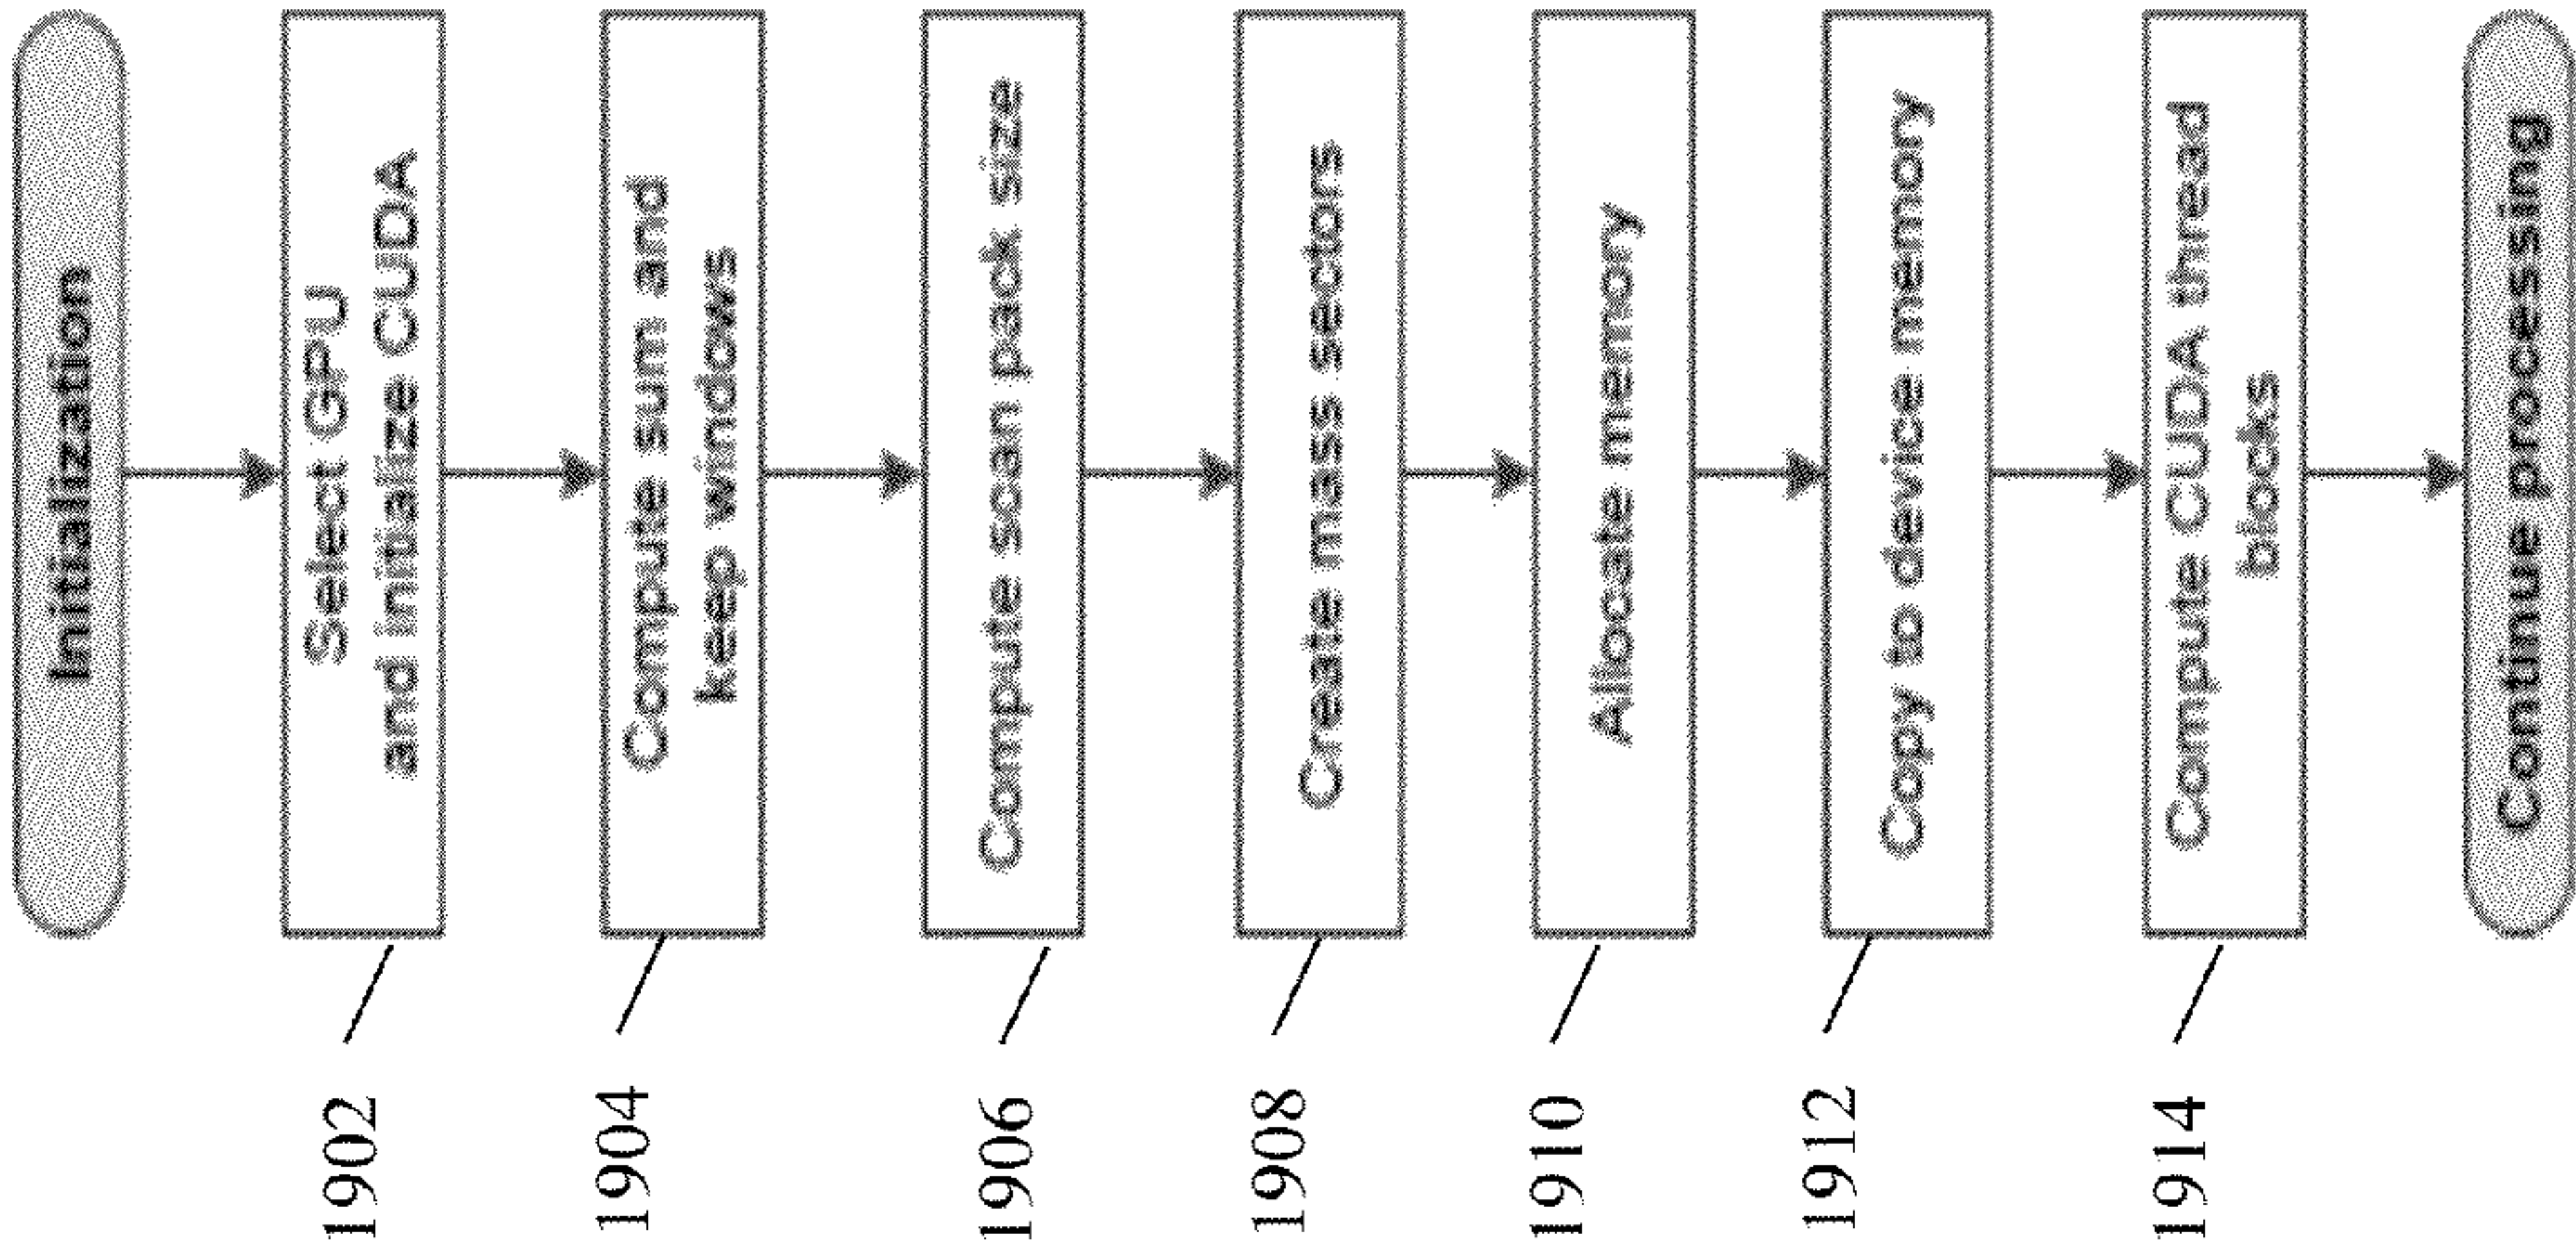 Initialization
1902
Select GPU
and initialize CUDA
1904
Compute sum and
keep windows
1906
Compute scan pack size
1908
Create mass sectors
1910
Allocate memory
1912
Copy to device memory
1914
Compute CUDA thread
blocks
Continue processing